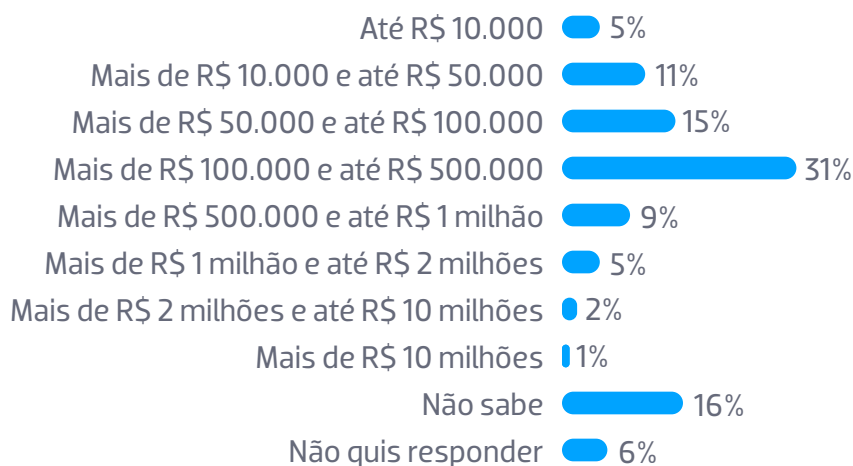 Até R$ 10.000 5%
Mais de R$ 10.000 e até R$ 50.000 11%
Mais de R$ 50.000 e até R$ 100.000 15%
Mais de R$ 100.000 e até R$ 500.000 31%
Mais de R$ 500.000 e até R$ 1 milhão 9%
Mais de R$ 1 milhão e até R$ 2 milhões 5%
Mais de R$ 2 milhões e até R$ 10 milhões 2%
Mais de R$ 10 milhões 1%
Não sabe 16%
Não quis responder 6%